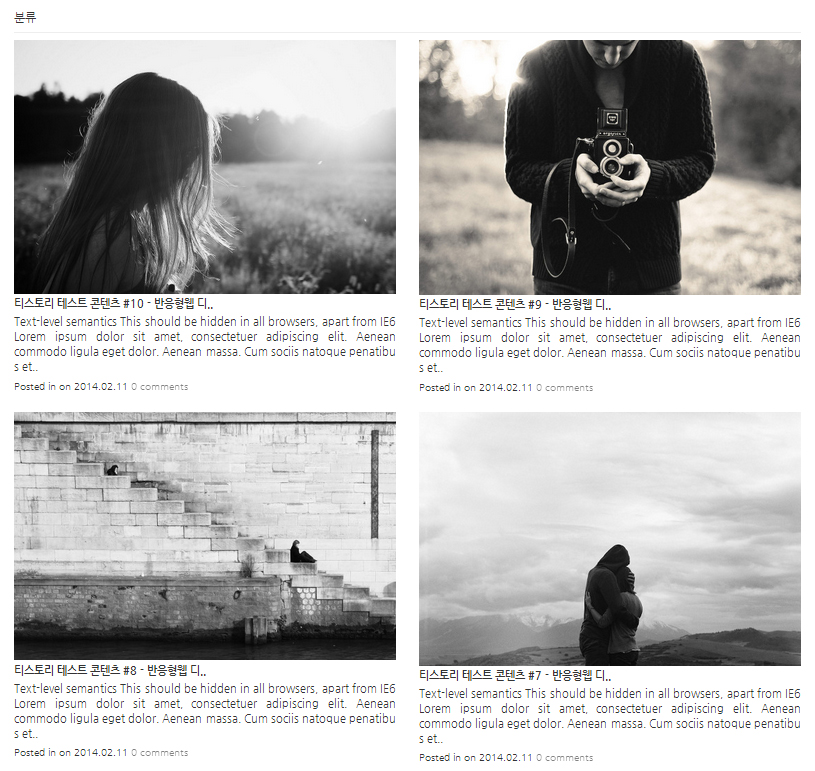 분류
티스토리 테스트 콘텐츠 #10 - 반응형웹 디..
Text-level semantics This should be hidden in all browsers, apart from IE6
Lorem ipsum dolor sit amet, consectetuer adipiscing elit. Aenean
commodo ligula eget dolor. Aenean massa. Cum sociis natoque penatibu
s et..
Posted in on 2014.02.11 0 comments
티스토리 테스트 콘텐츠 #9 - 반응형웹 디..
Text-level semantics This should be hidden in all browsers, apart from IE6
Lorem ipsum dolor sit amet, consectetuer adipiscing elit. Aenean
commodo ligula eget dolor. Aenean massa. Cum sociis natoque penatibu
s et..
Posted in on 2014.02.11 0 comments
티스토리 테스트 콘텐츠 #8 - 반응형웹 디..
Text-level semantics This should be hidden in all browsers, apart from IE6
Lorem ipsum dolor sit amet, consectetuer adipiscing elit. Aenean
commodo ligula eget dolor. Aenean massa. Cum sociis natoque penatibu
s et..
Posted in on 2014.02.11 0 comments
티스토리 테스트 콘텐츠 #7 - 반응형웹 디..
Text-level semantics This should be hidden in all browsers, apart from IE6
Lorem ipsum dolor sit amet, consectetuer adipiscing elit. Aenean
commodo ligula eget dolor. Aenean massa. Cum sociis natoque penatibu
s et..
Posted in on 2014.02.11 0 comments